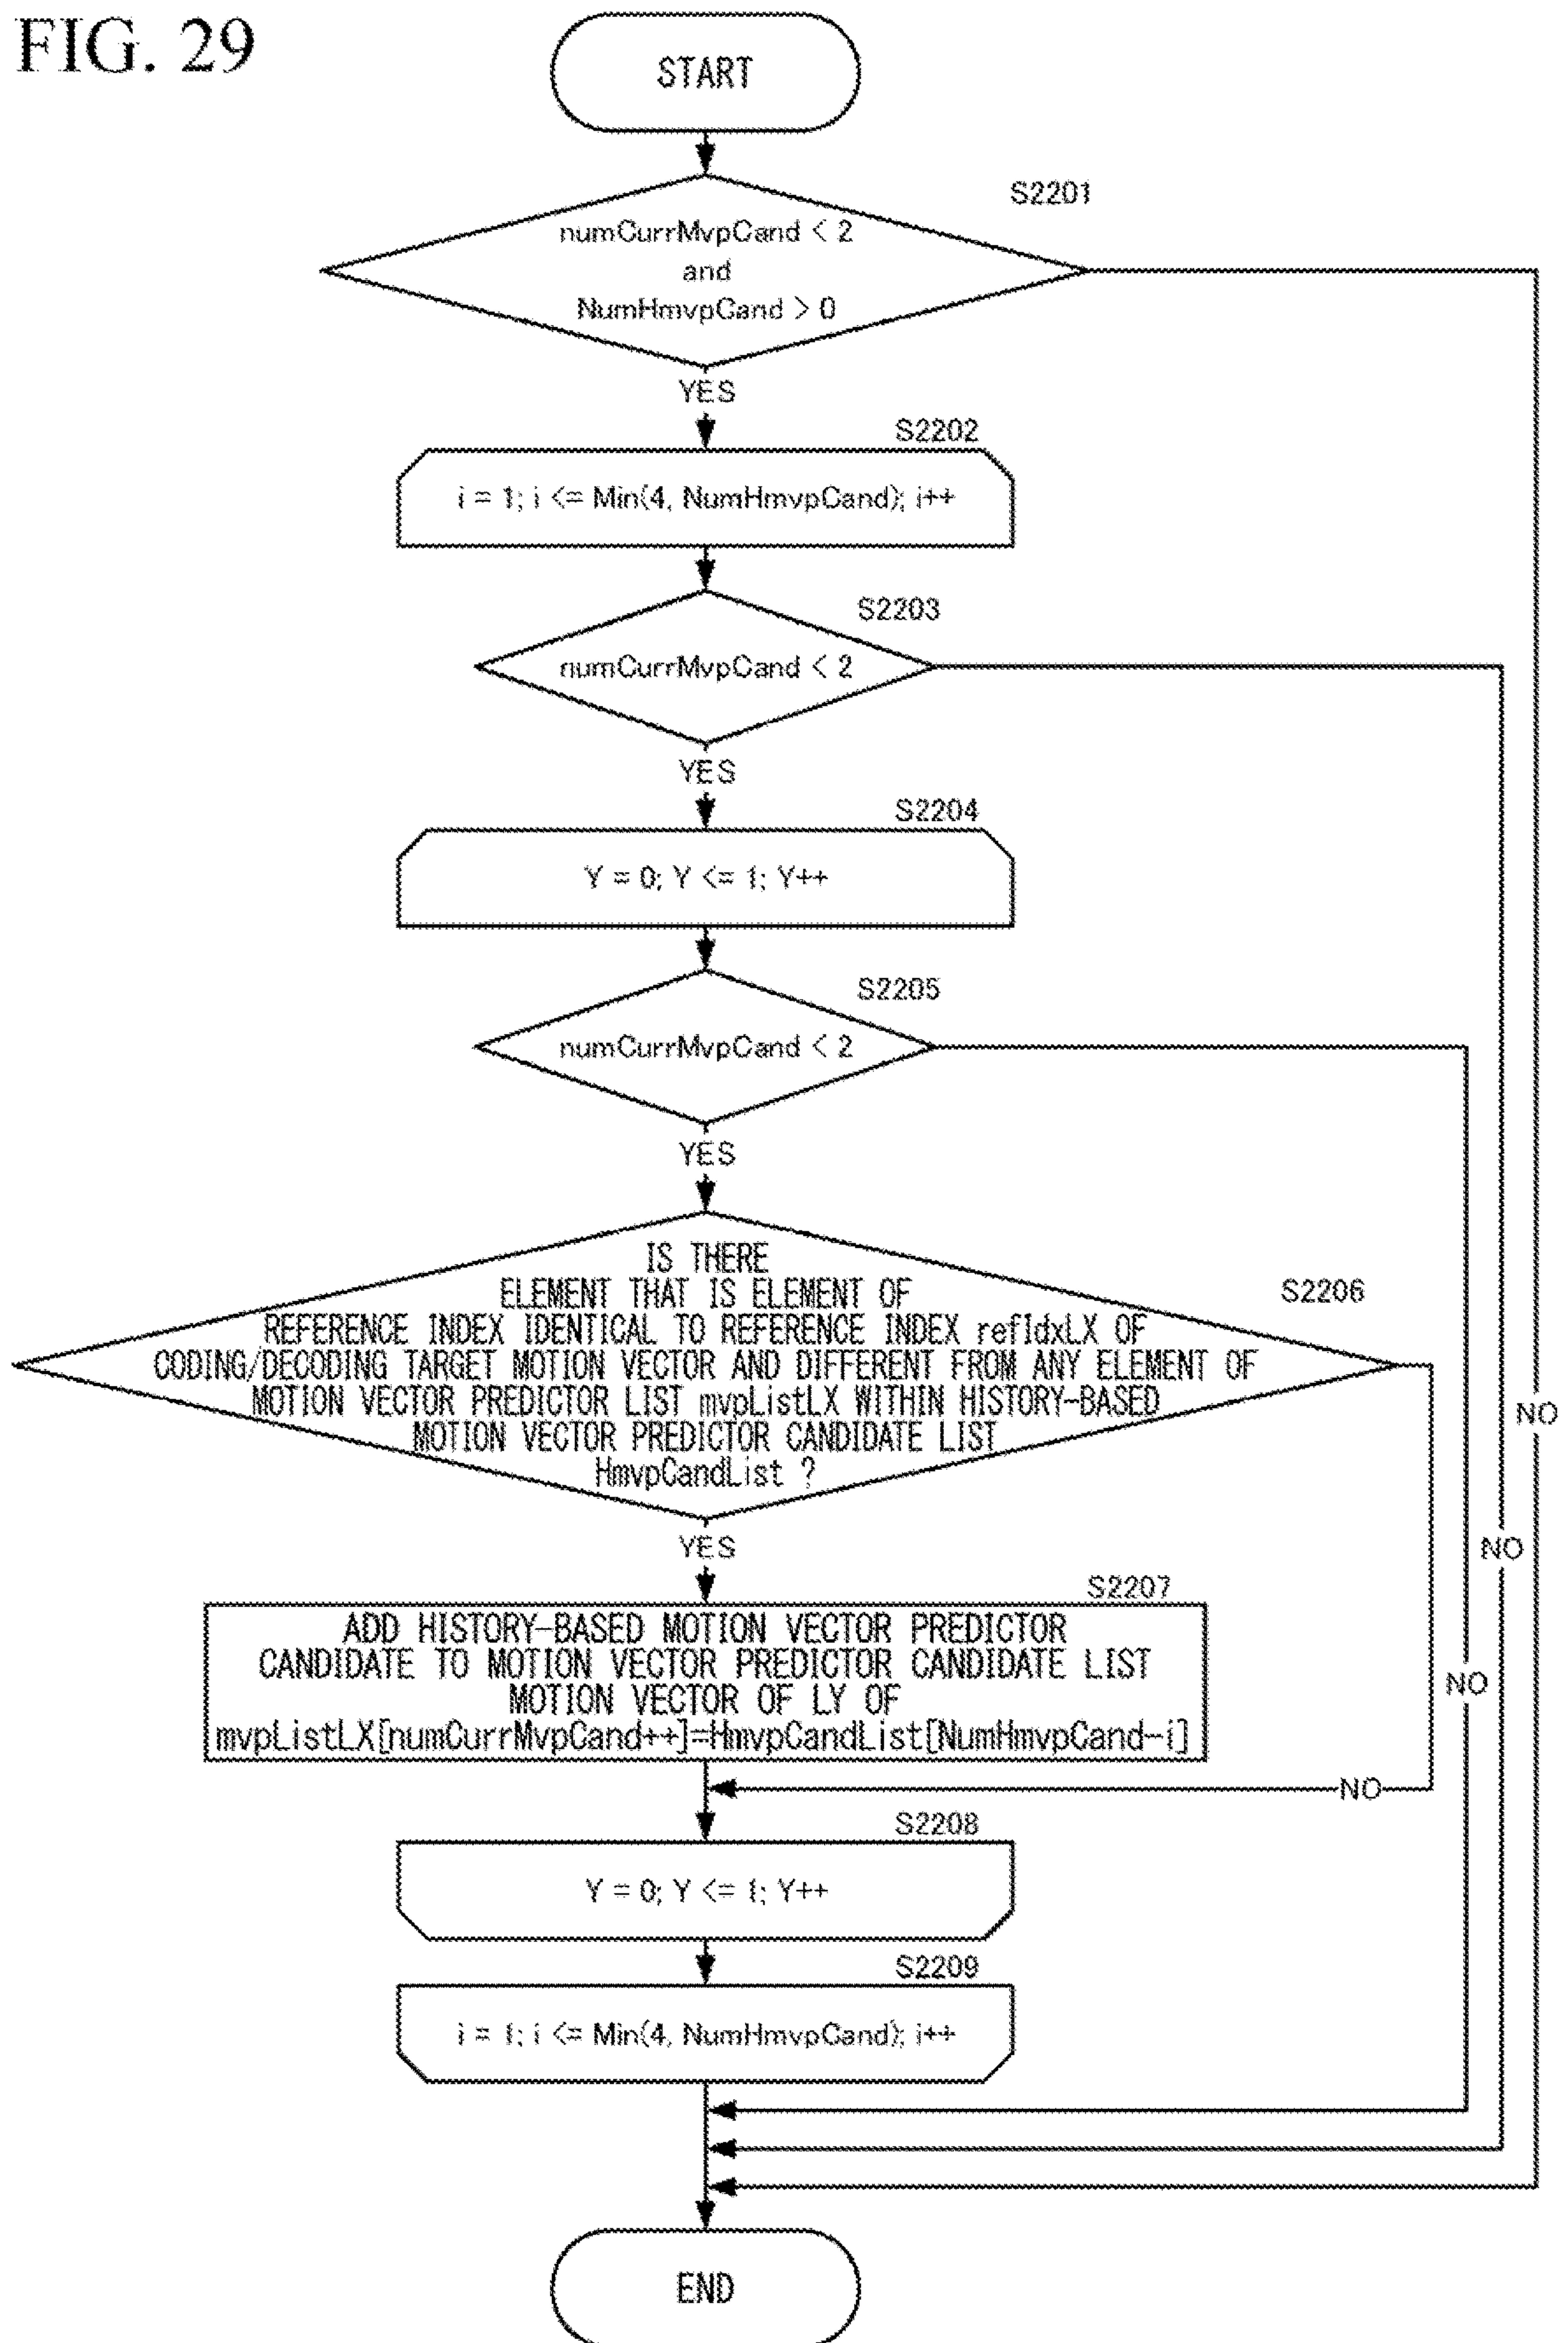 FIG. 29
START
S2201
numCurrMvpCand < 2
and
NumHmvpCand > 0
YES
S2202
i = 1; i <= Min(4, NumHmvpCand); i++
S2203
numCurrMvpCand < 2
YES
S2204
Y = 0; Y <= 1; Y++
S2205
numCurrMvpCand < 2
YES
S2206
IS THERE
ELEMENT THAT IS ELEMENT OF
REFERENCE INDEX IDENTICAL TO REFERENCE INDEX refIdxLX OF
CODING/DECODING TARGET MOTION VECTOR AND DIFFERENT FROM ANY ELEMENT OF
MOTION VECTOR PREDICTOR LIST mvpListLX WITHIN HISTORY-BASED
MOTION VECTOR PREDICTOR CANDIDATE LIST
HmvpCandList ?
NO
NO
YES
S2207
ADD HISTORY-BASED MOTION VECTOR PREDICTOR
CANDIDATE TO MOTION VECTOR PREDICTOR CANDIDATE LIST
MOTION VECTOR OF LY OF
mvpListLX[numCurrMvpCand++]=HmvpCandList[NumHmvpCand-i]
NO
NO
S2208
Y = 0; Y <= 1; Y++
S2209
i = 1; i <= Min(4, NumHmvpCand); i++
END